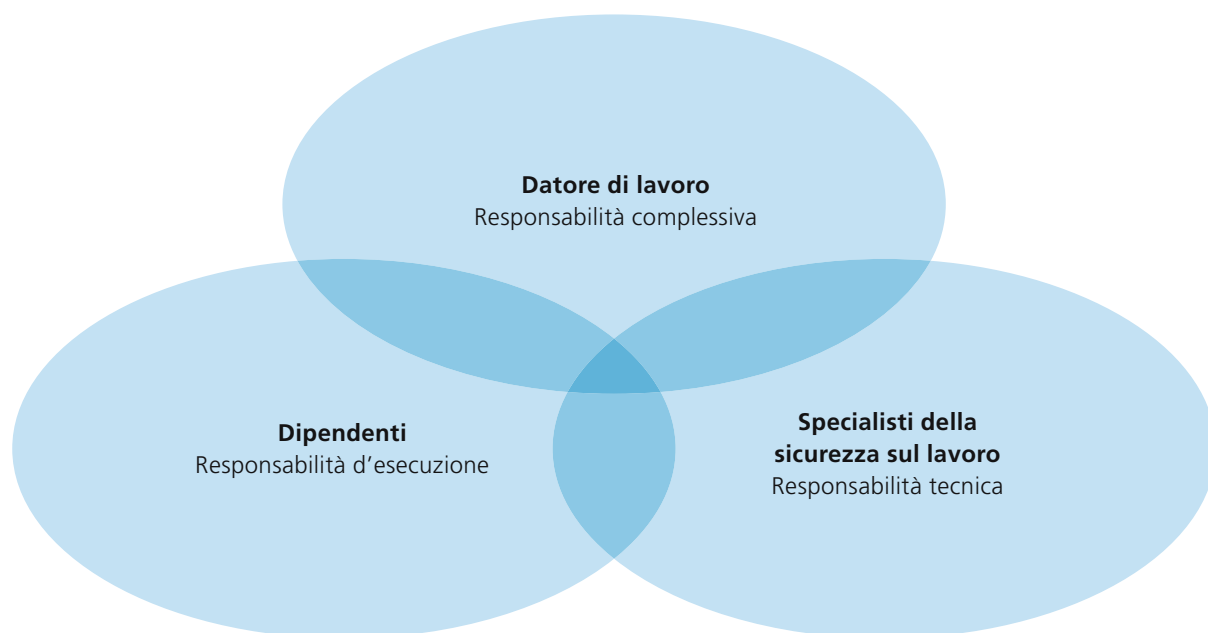 Datore di lavoro
Responsabilità complessiva
Dipendenti
Responsabilità d’esecuzione
Specialisti della
sicurezza sul lavoro
Responsabilità tecnica